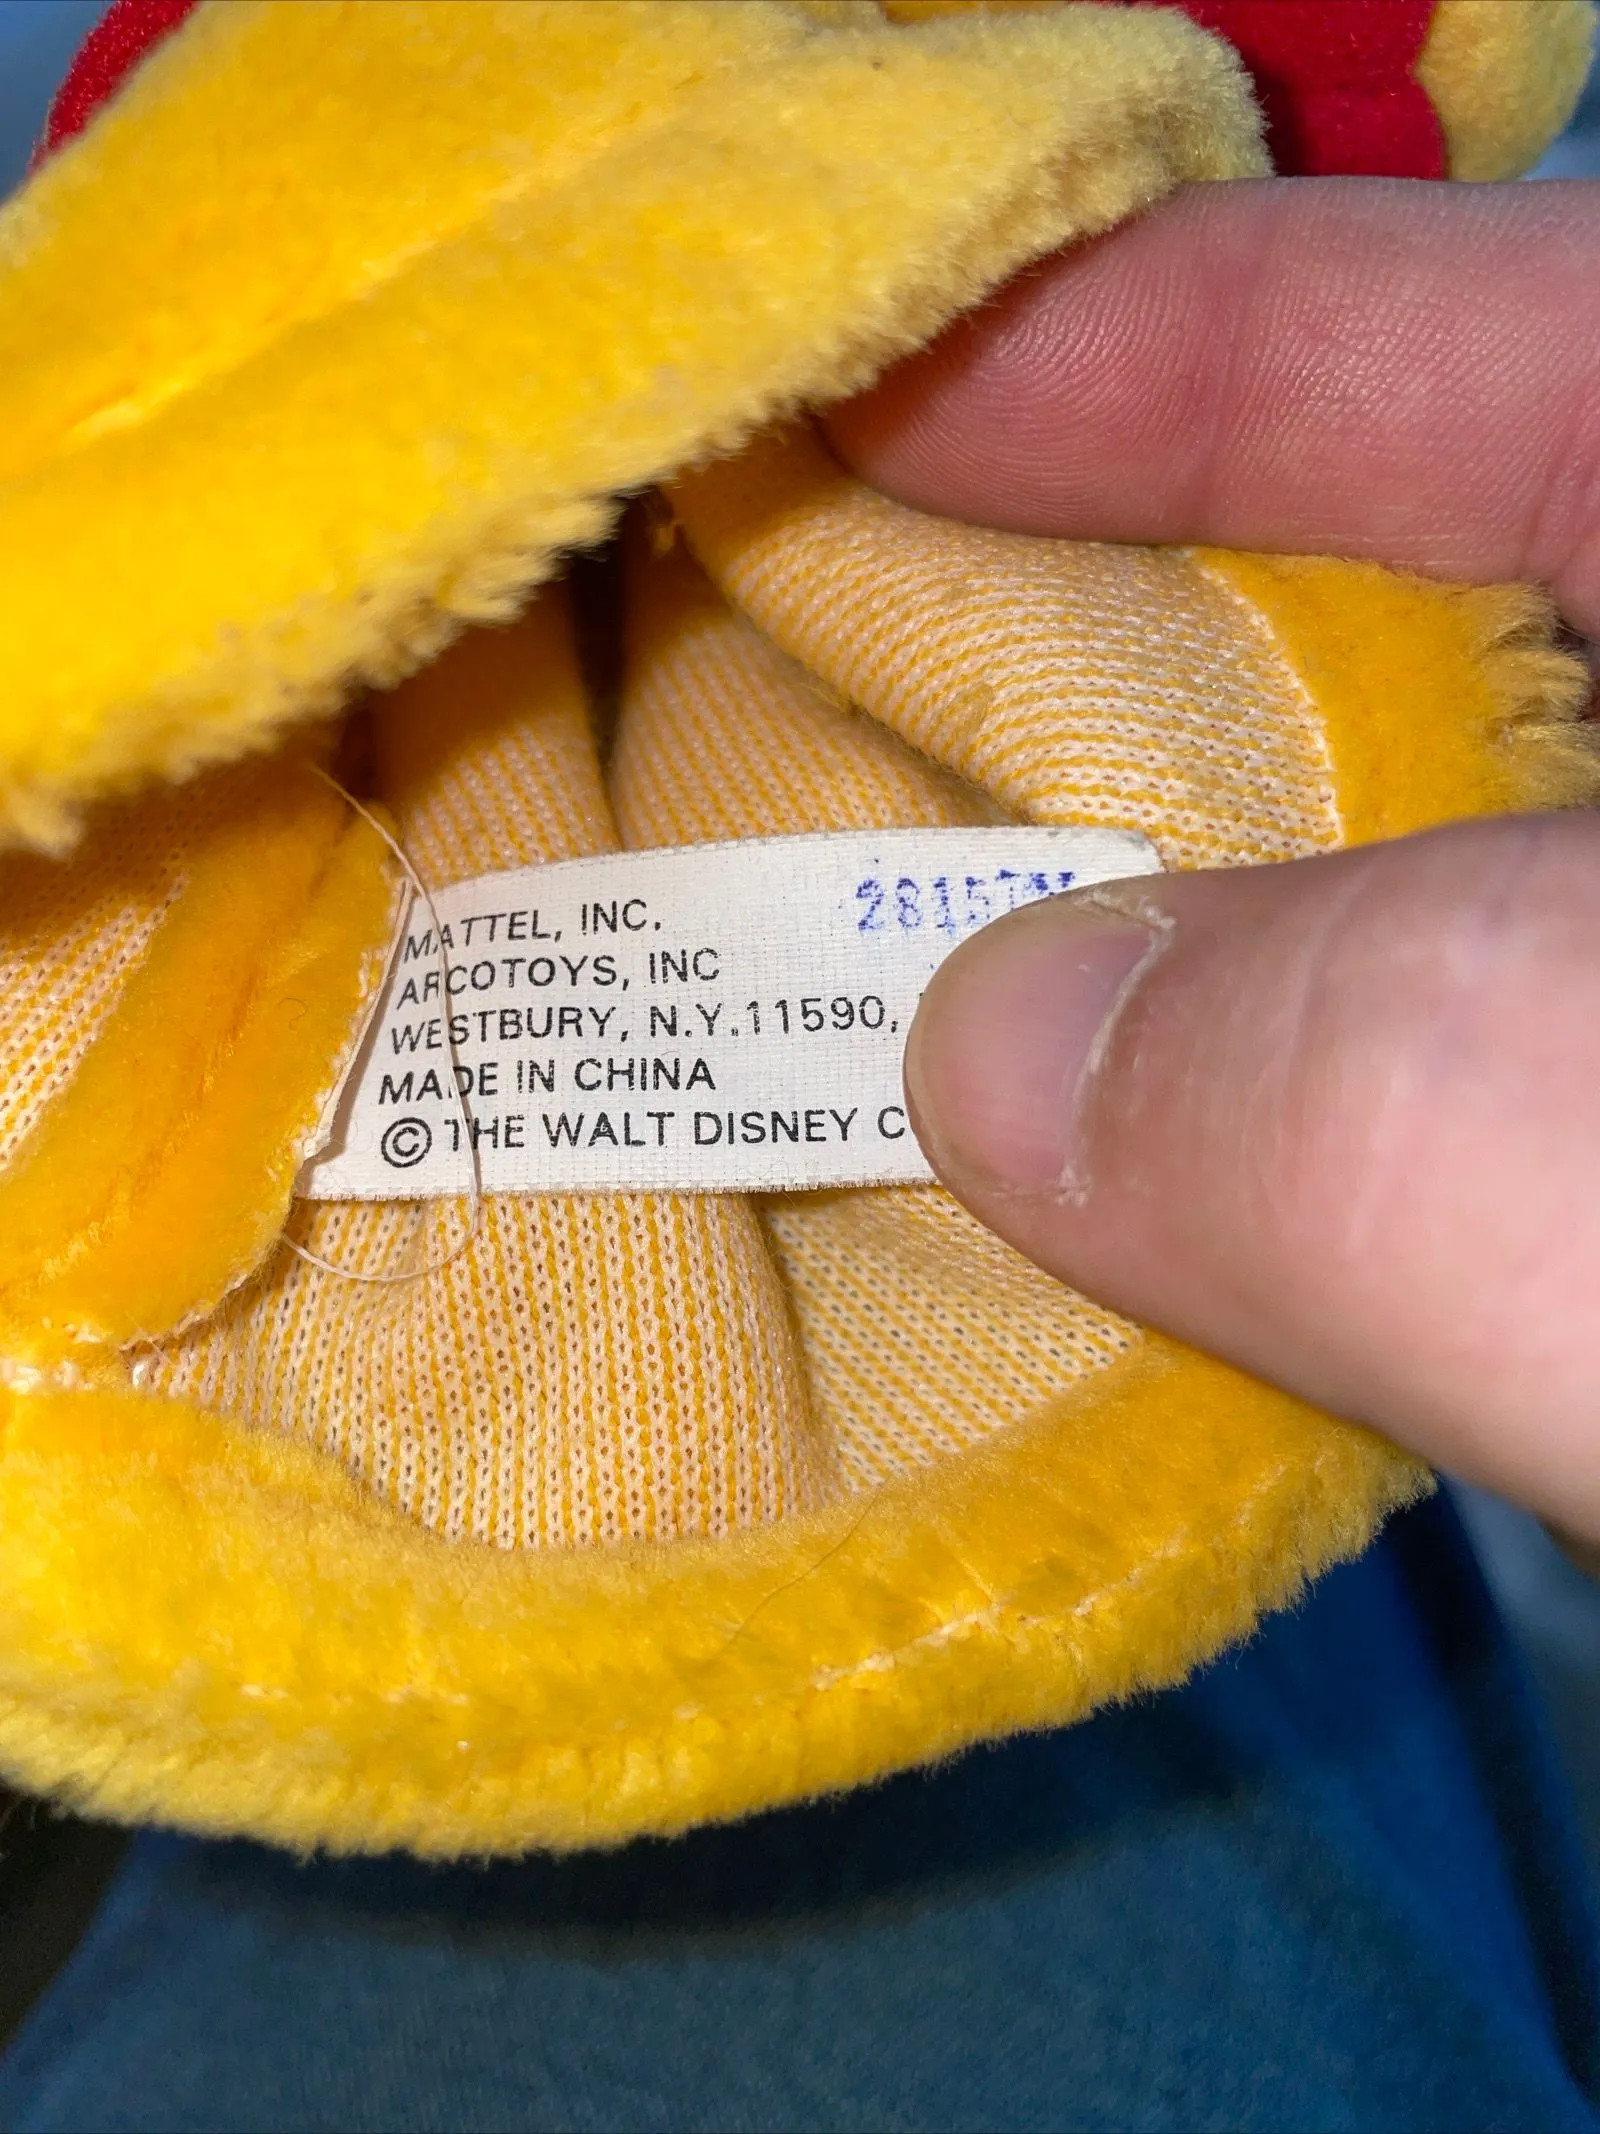 MATTEL, INC.
ARCOTOYS, INC
WESTBURY, N.Y.11590,
MADE IN CHINA
© THE WALT DISNEY